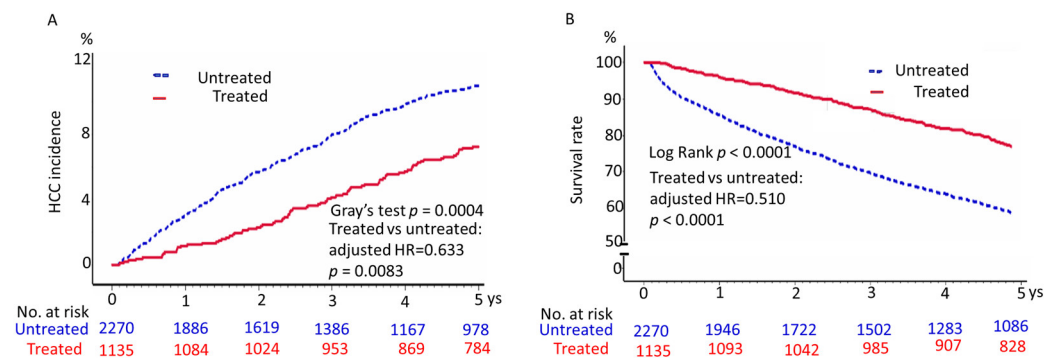 A
%
12
8
4
0
HCC incidence
Untreated
Treated
Gray's test p = 0.0004
Treated vs untreated:
adjusted HR=0.633
p = 0.0083
0 1 2 3 4 5 ys
No. at risk
Untreated 2270 1886 1619 1386 1167 978
Treated 1135 1084 1024 953 869 784
B
%
100
90
80
70
60
50
0
Survival rate
Untreated
Treated
Log Rank p < 0.0001
Treated vs untreated:
adjusted HR=0.510
p < 0.0001
0 1 2 3 4 5 ys
No. at risk
Untreated 2270 1946 1722 1502 1283 1086
Treated 1135 1093 1042 985 907 828